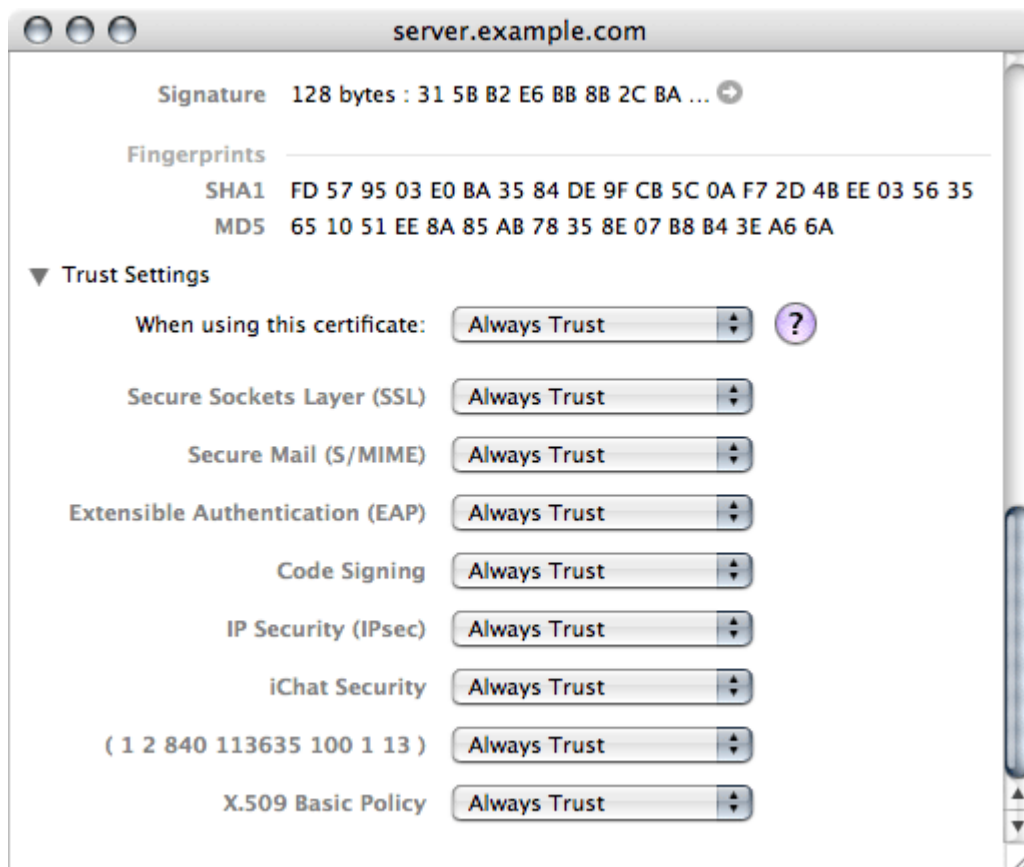 server.example.com
Signature 128 bytes : 31 5B B2 E6 BB 8B 2C BA ...
Fingerprints
SHA1 FD 57 95 03 E0 BA 35 84 DE 9F CB 5C 0A F7 2D 4B EE 03 56 35
MD5 65 10 51 EE 8A 85 AB 78 35 8E 07 B8 B4 3E A6 6A
Trust Settings
When using this certificate: Always Trust ?
Secure Sockets Layer (SSL) Always Trust
Secure Mail (S/MIME) Always Trust
Extensible Authentication (EAP) Always Trust
Code Signing Always Trust
IP Security (IPsec) Always Trust
iChat Security Always Trust
( 1 2 840 113635 100 1 13 ) Always Trust
X.509 Basic Policy Always Trust